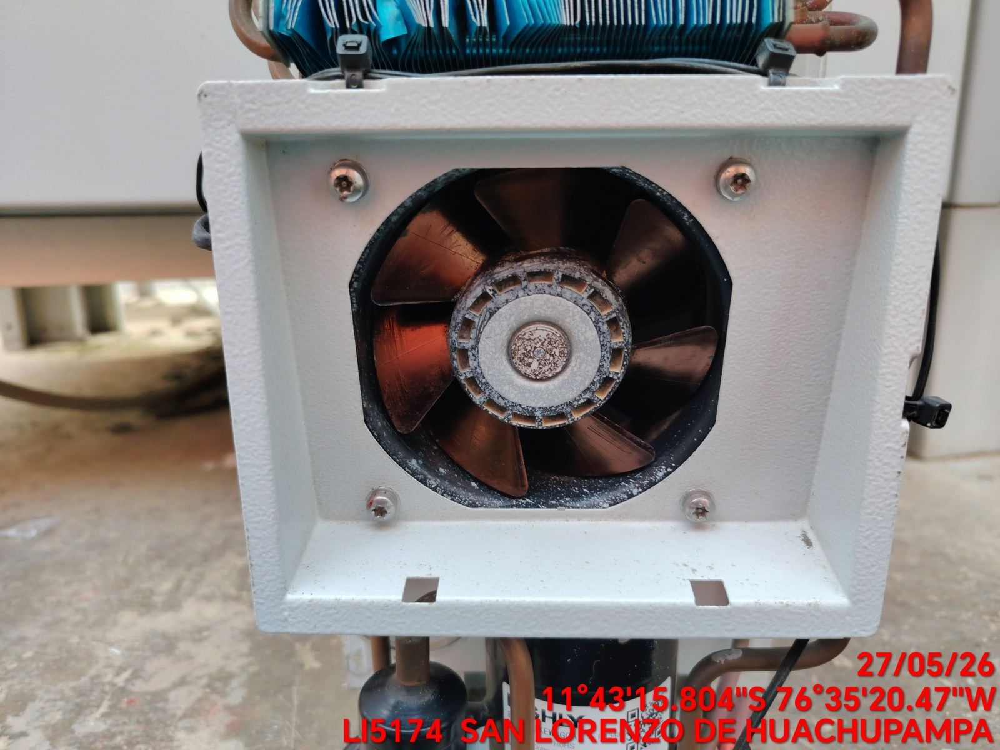 27/05/26
11°43'15.804"S 76°35'20.47"W
LI5174 SAN LORENZO DE HUACHUPAMPA